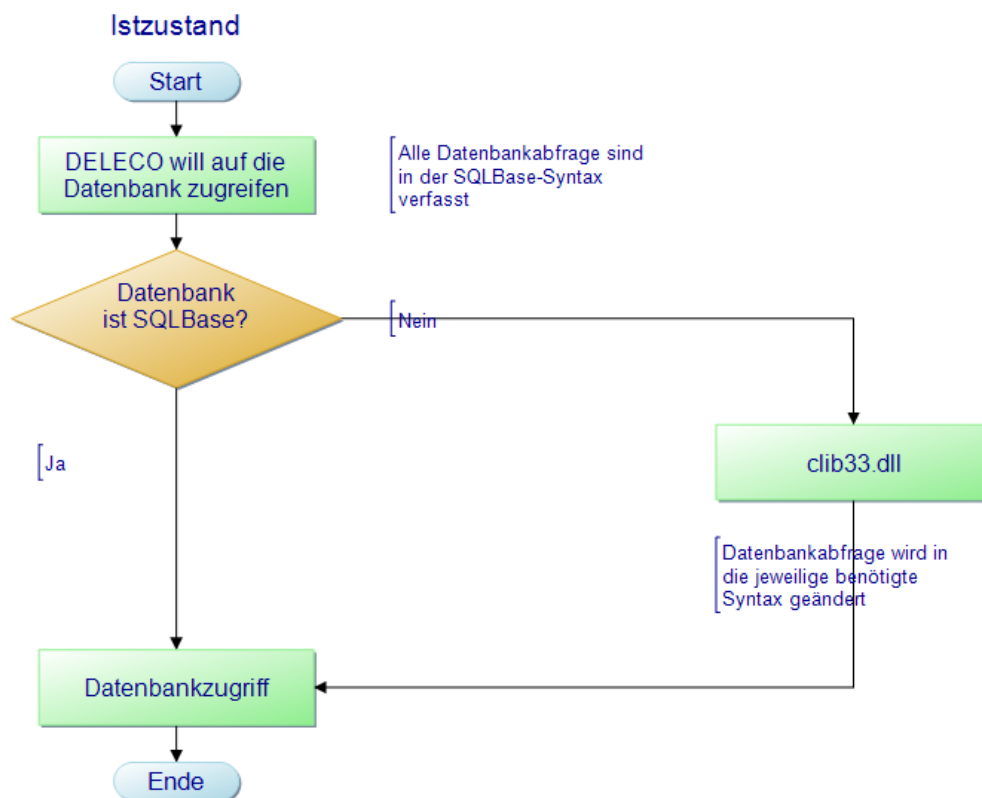 Istzustand
Start
DELECO will auf die
Datenbank zugreifen
Alle Datenbankabfrage sind
in der SQLBase-Syntax
verfasst
Datenbank
ist SQLBase?
Nein
Ja
clib33.dll
Datenbankabfrage wird in
die jeweilige benötigte
Syntax geändert
Datenbankzugriff
Ende